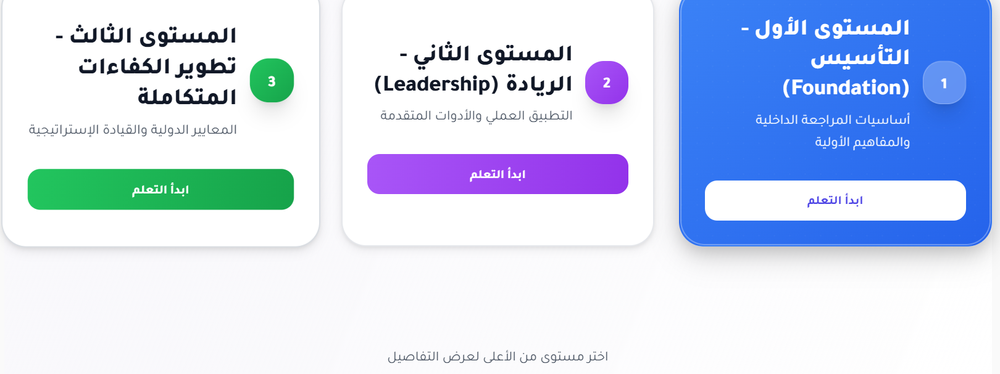 1
المستوى الأول -
التأسيس
(Foundation)
أساسيات المراجعة الداخلية
والمفاهيم الأولية
ابدأ التعلم
2
المستوى الثاني -
الريادة (Leadership)
التطبيق العملي والأدوات المتقدمة
ابدأ التعلم
3
المستوى الثالث -
تطوير الكفاءات
المتكاملة
المعايير الدولية والقيادة الإستراتيجية
ابدأ التعلم
اختر مستوى من الأعلى لعرض التفاصيل